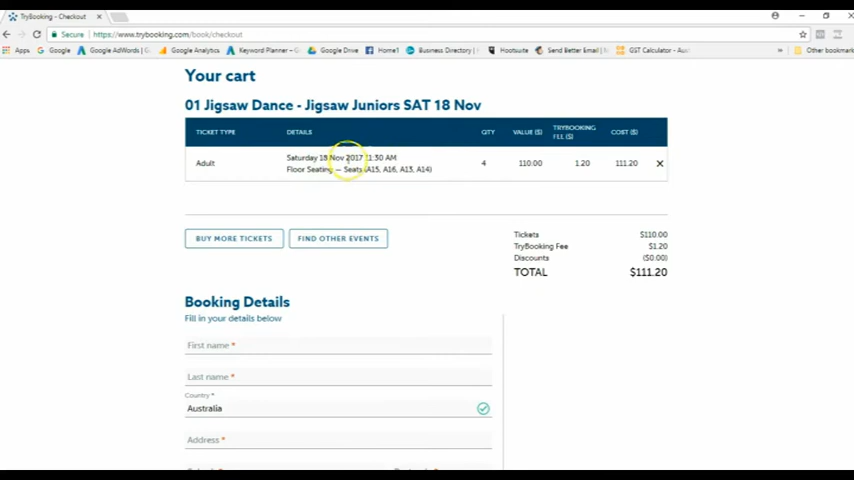 TryBooking - Checkout
Secure | https://www.trybooking.com/book/checkout
Apps Google Google AdWords | G Google Analytics Keyword Planner – G Google Drive Home1 Business Directory | H Hootsuite Send Better Email | N GST Calculator - Aus » Other bookmark
Your cart
01 Jigsaw Dance - Jigsaw Juniors SAT 18 Nov
TICKET TYPE DETAILS QTY VALUE ($) TRYBOOKING FEE ($) COST ($)
Adult Saturday 18 Nov 2017 11:30 AM 4 110.00 1.20 111.20
Floor Seating — Seats (A15, A16, A13, A14)
BUY MORE TICKETS FIND OTHER EVENTS
Tickets $110.00
TryBooking Fee $1.20
Discounts ($0.00)
TOTAL $111.20
Booking Details
Fill in your details below
First name *
Last name *
Country *
Australia
Address *